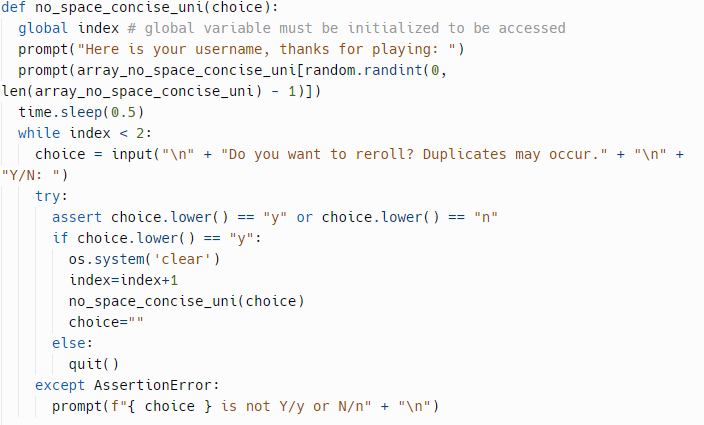 def no_space_concise_uni(choice):
  global index # global variable must be initialized to be accessed
  prompt("Here is your username, thanks for playing: ")
  prompt(array_no_space_concise_uni[random.randint(0,
len(array_no_space_concise_uni) - 1)])
  time.sleep(0.5)
  while index < 2:
    choice = input("\n" + "Do you want to reroll? Duplicates may occur." + "\n" +
"Y/N: ")
    try:
      assert choice.lower() == "y" or choice.lower() == "n"
      if choice.lower() == "y":
        os.system('clear')
        index=index+1
        no_space_concise_uni(choice)
        choice=""
      else:
        quit()
    except AssertionError:
      prompt(f"{ choice } is not Y/y or N/n" + "\n")